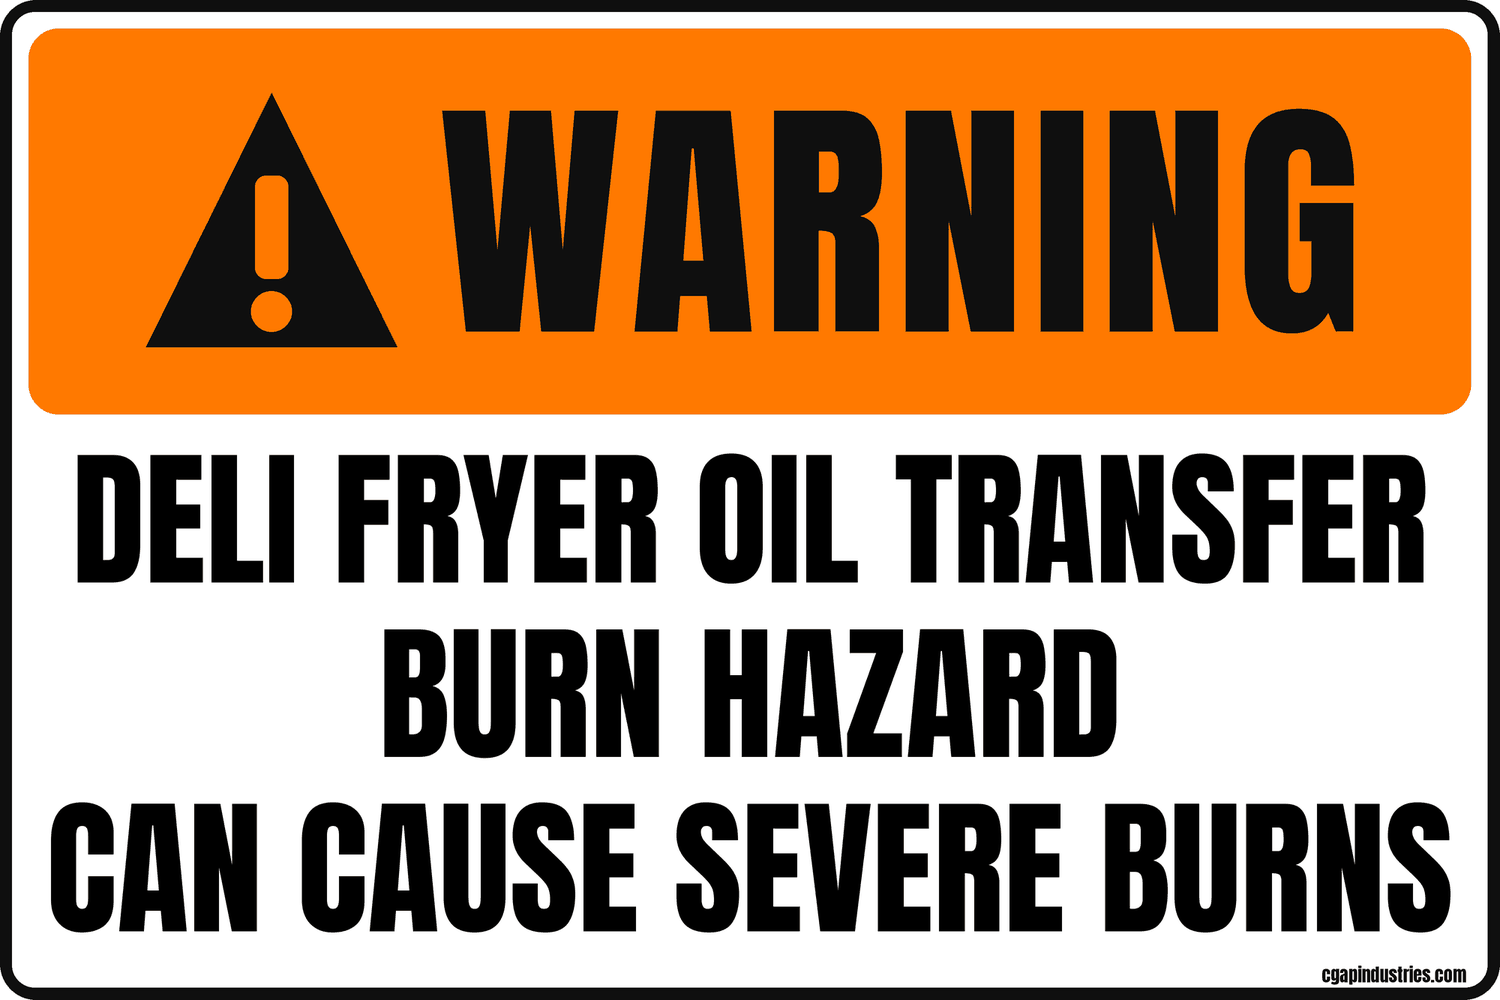 WARNING
DELI FRYER OIL TRANSFER
BURN HAZARD
CAN CAUSE SEVERE BURNS
cgapindustries.com